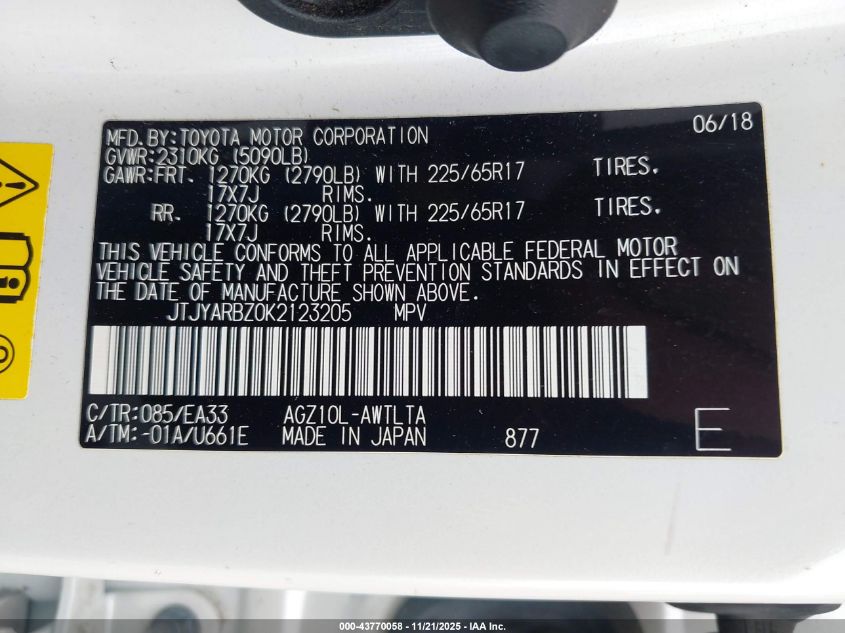 06/18
MFD. BY: TOYOTA MOTOR CORPORATION
GVWR: 2310KG (5090LB)
GAWR: FRT. 1270KG (2790LB) WITH 225/65R17 TIRES.
17X7J RIMS.
RR. 1270KG (2790LB) WITH 225/65R17 TIRES.
17X7J RIMS.
THIS VEHICLE CONFORMS TO ALL APPLICABLE FEDERAL MOTOR
VEHICLE SAFETY AND THEFT PREVENTION STANDARDS IN EFFECT ON
THE DATE OF MANUFACTURE SHOWN ABOVE.
JTJYARBZ0K2123205 MPV
C/TR: 085/EA33 AGZ10L-AWTLTA
A/TM: -01A/U661E MADE IN JAPAN 877 E
000-43770058 - 11/21/2025 - IAA Inc.